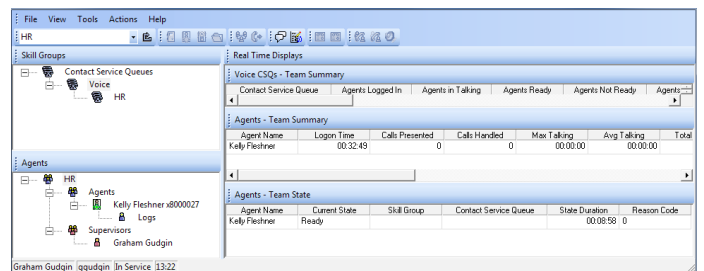 File View Tools Actions Help
HR
Skill Groups
Contact Service Queues
Voice
HR
Agents
HR
Agents
Kelly Fleshner x8000027
Logs
Supervisors
Graham Gudgin
Real Time Displays
Voice CSQs - Team Summary
Contact Service Queue Agents Logged In Agents in Talking Agents Ready Agents Not Ready Agents
Agents - Team Summary
Agent Name Logon Time Calls Presented Calls Handled Max Talking Avg Talking Total
Kelly Fleshner 00:32:49 0 0 00:00:00 00:00:00
Agents - Team State
Agent Name Current State Skill Group Contact Service Queue State Duration Reason Code
Kelly Fleshner Ready 00:08:58 0
Graham Gudgin ggudgin In Service 13:22